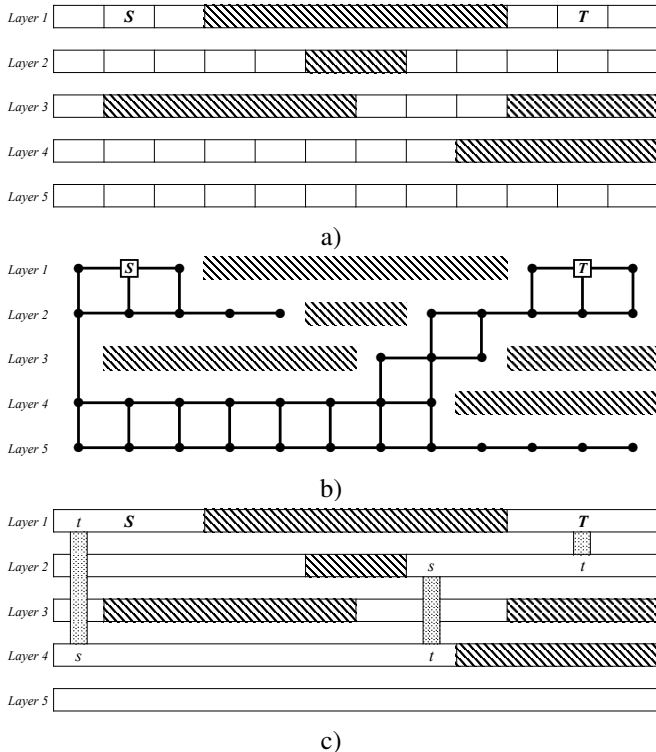 Layer 1 S T
Layer 2
Layer 3
Layer 4
Layer 5
a)
Layer 1 S T
Layer 2
Layer 3
Layer 4
Layer 5
b)
Layer 1 t S T
Layer 2 s t
Layer 3
Layer 4 s t
Layer 5
c)